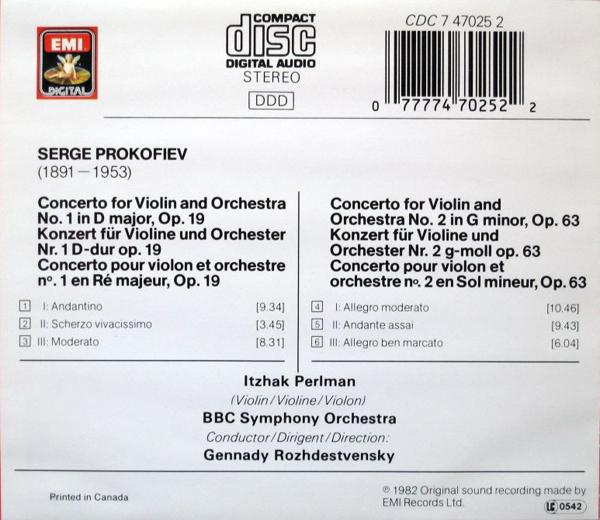 EMI
DIGITAL
COMPACT
disc
DIGITAL AUDIO
STEREO
DDD
CDC 7 47025 2
0 77774 70252 2
SERGE PROKOFIEV
(1891 – 1953)
Concerto for Violin and Orchestra
No. 1 in D major, Op. 19
Konzert für Violine und Orchester
Nr. 1 D-dur op. 19
Concerto pour violon et orchestre
nº. 1 en Ré majeur, Op. 19
1 I: Andantino [9.34]
2 II: Scherzo vivacissimo [3.45]
3 III: Moderato [8.31]
Concerto for Violin and
Orchestra No. 2 in G minor, Op. 63
Konzert für Violine und
Orchester Nr. 2 g-moll op. 63
Concerto pour violon et
orchestre nº. 2 en Sol mineur, Op. 63
4 I: Allegro moderato [10.46]
5 II: Andante assai [9.43]
6 III: Allegro ben marcato [6.04]
Itzhak Perlman
(Violin/Violine/Violon)
BBC Symphony Orchestra
Conductor/Dirigent/Direction:
Gennady Rozhdestvensky
Printed in Canada
℗ 1982 Original sound recording made by
EMI Records Ltd.
LC 0542